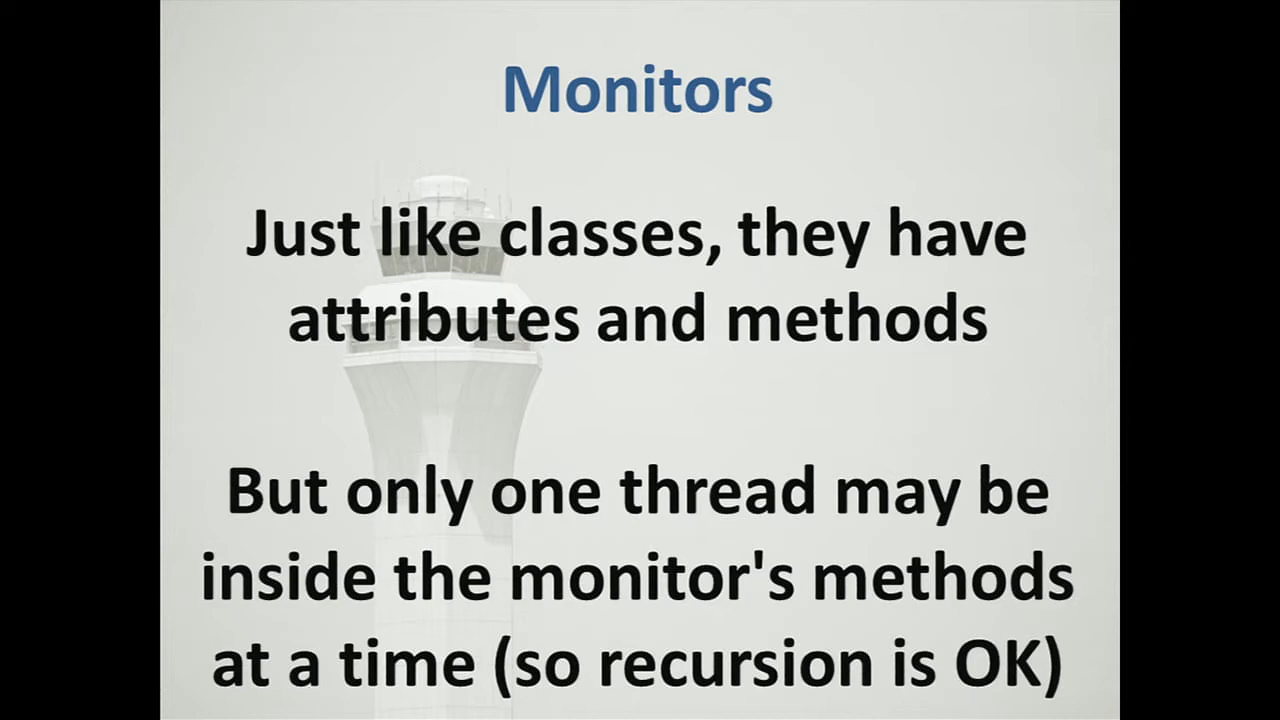 Monitors
Just like classes, they have
attributes and methods
But only one thread may be
inside the monitor's methods
at a time (so recursion is OK)